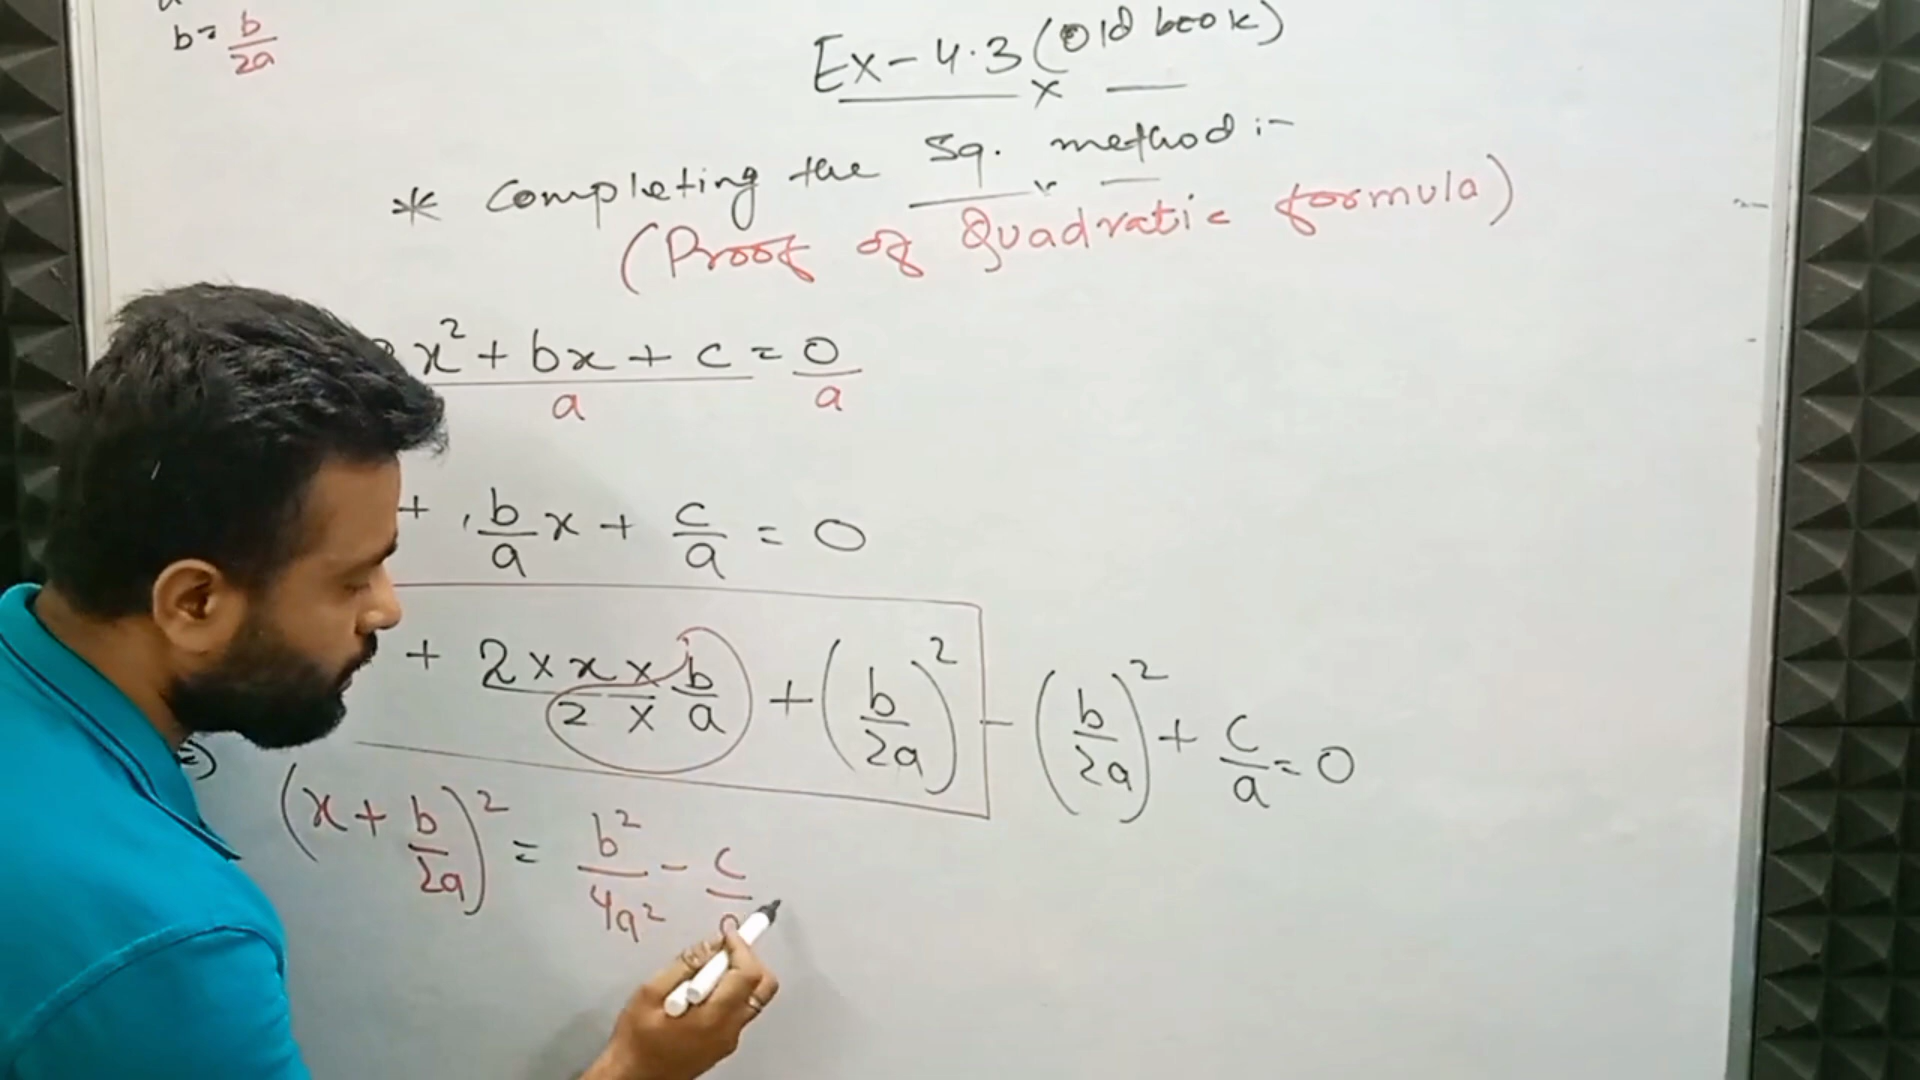 b = b/2a
Ex-4.3 (Old book)
* Completing the Sq. method :-
(Proof of Quadratic formula)
x² + bx + c = 0
a a
+ b/a x + c/a = 0
+ 2 × x × b / 2 × a + (b/2a)² - (b/2a)² + c/a = 0
(x + b/2a)² = b²/4a² - c/a